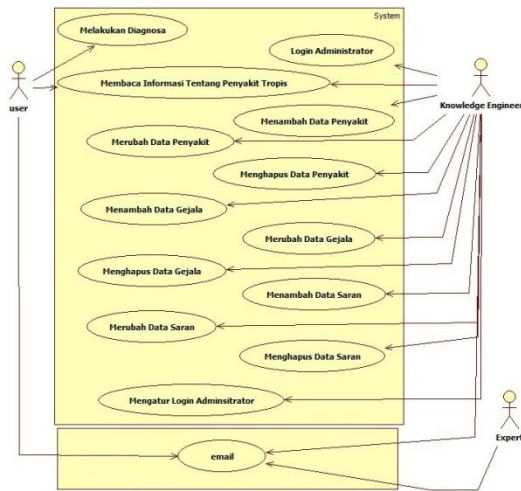 System
Melakukan Diagnosa
Login Administrator
Membaca Informasi Tentang Penyakit Tropis
user
Knowledge Engineer
Menambah Data Penyakit
Merubah Data Penyakit
Menghapus Data Penyakit
Menambah Data Gejala
Merubah Data Gejala
Menghapus Data Gejala
Menambah Data Saran
Merubah Data Saran
Menghapus Data Saran
Mengatur Login Adminsitrator
Expert
email